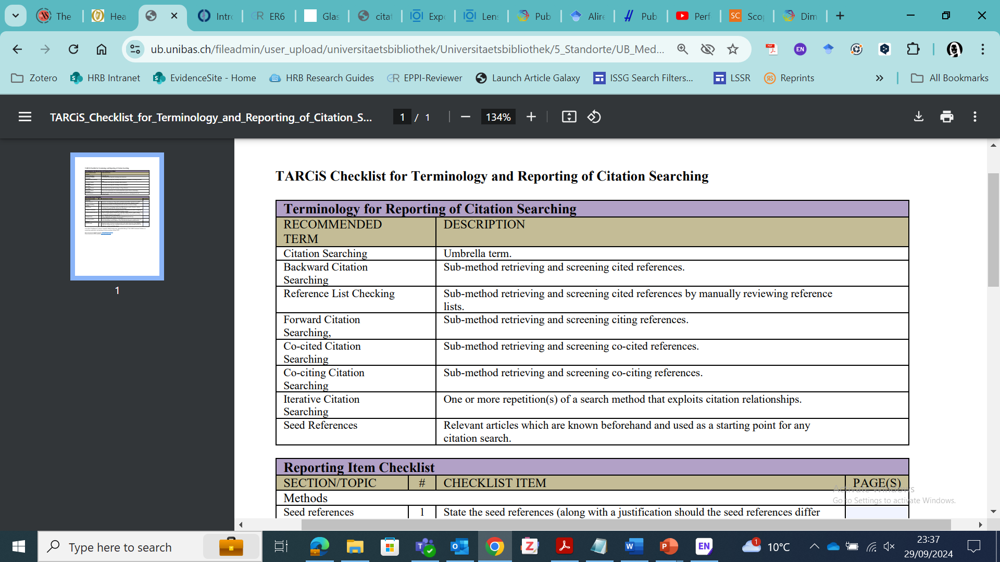 The
Hea
Intr
ER6
Glas
citat
Expo
Lens
Pub
Alire
Pub
Perf
SC
Scop
Dim
ub.unibas.ch/fileadmin/user_upload/universitaetsbibliothek/Universitaetsbibliothek/5_Standorte/UB_Med...
EN
Zotero
HRB Intranet
EvidenceSite - Home
HRB Research Guides
EPPI-Reviewer
Launch Article Galaxy
ISSG Search Filters...
LSSR
Reprints
All Bookmarks
TARCiS_Checklist_for_Terminology_and_Reporting_of_Citation_S...
1 / 1
134%
1
TARCiS Checklist for Terminology and Reporting of Citation Searching
Terminology for Reporting of Citation Searching
RECOMMENDED
TERM
DESCRIPTION
Citation Searching
Umbrella term.
Backward Citation
Searching
Sub-method retrieving and screening cited references.
Reference List Checking
Sub-method retrieving and screening cited references by manually reviewing reference
lists.
Forward Citation
Searching,
Sub-method retrieving and screening citing references.
Co-cited Citation
Searching
Sub-method retrieving and screening co-cited references.
Co-citing Citation
Searching
Sub-method retrieving and screening co-citing references.
Iterative Citation
Searching
One or more repetition(s) of a search method that exploits citation relationships.
Seed References
Relevant articles which are known beforehand and used as a starting point for any
citation search.
Reporting Item Checklist
SECTION/TOPIC
#
CHECKLIST ITEM
PAGE(S)
Methods
Seed references
1
State the seed references (along with a justification should the seed references differ
Activate Windows
Go to Settings to activate Windows.
Type here to search
EN
1
10°C
23:37
29/09/2024